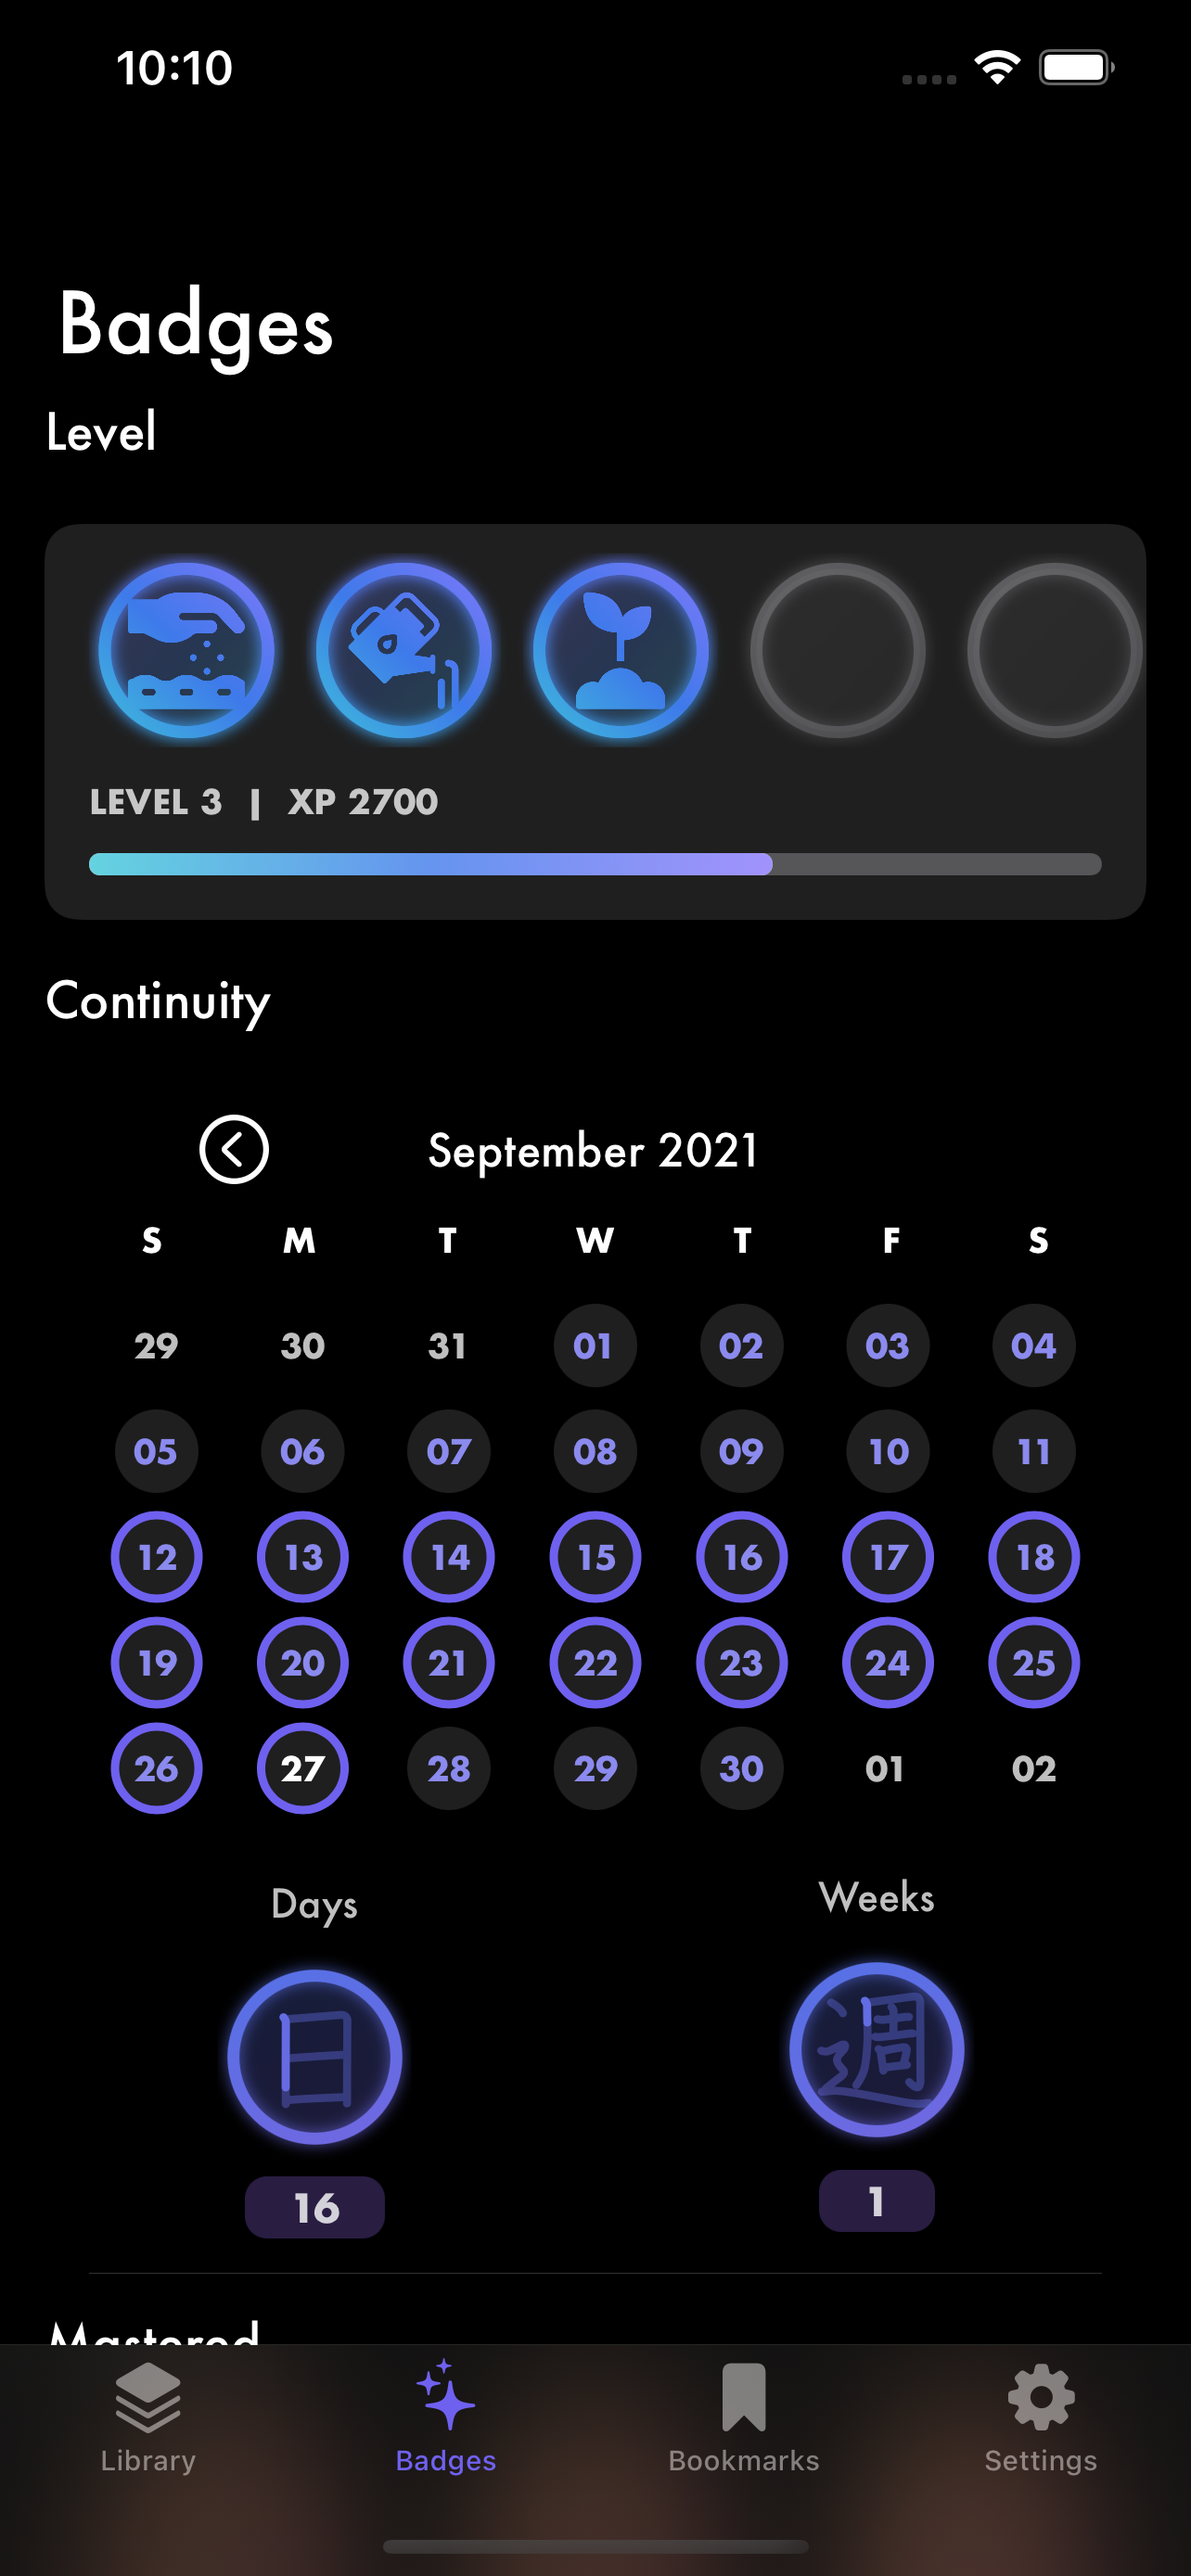 10:10
Badges
Level
LEVEL 3 | XP 2700
Continuity
September 2021
S M T W T F S
29 30 31 01 02 03 04
05 06 07 08 09 10 11
12 13 14 15 16 17 18
19 20 21 22 23 24 25
26 27 28 29 30 01 02
Days Weeks
日 週
16 1
Mastered
Library Badges Bookmarks Settings